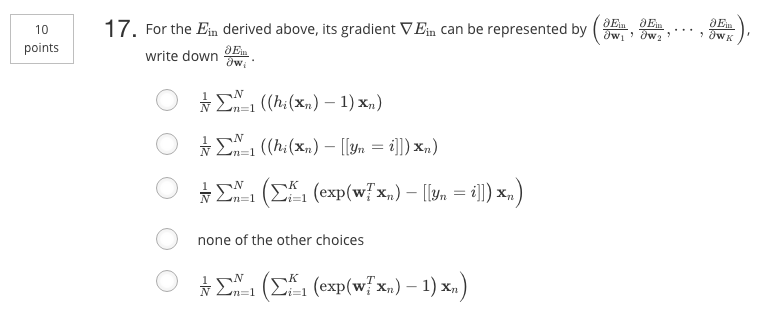 10
points
17. For the E_in derived above, its gradient ∇E_in can be represented by (∂E_in/∂w_1, ∂E_in/∂w_2, ⋯, ∂E_in/∂w_K),
write down ∂E_in/∂w_i.
1/N ∑_{n=1}^{N} ((h_i(x_n) − 1) x_n)
1/N ∑_{n=1}^{N} ((h_i(x_n) − [[y_n = i]]) x_n)
1/N ∑_{n=1}^{N} (∑_{i=1}^{K} (exp(w_i^T x_n) − [[y_n = i]]) x_n)
none of the other choices
1/N ∑_{n=1}^{N} (∑_{i=1}^{K} (exp(w_i^T x_n) − 1) x_n)